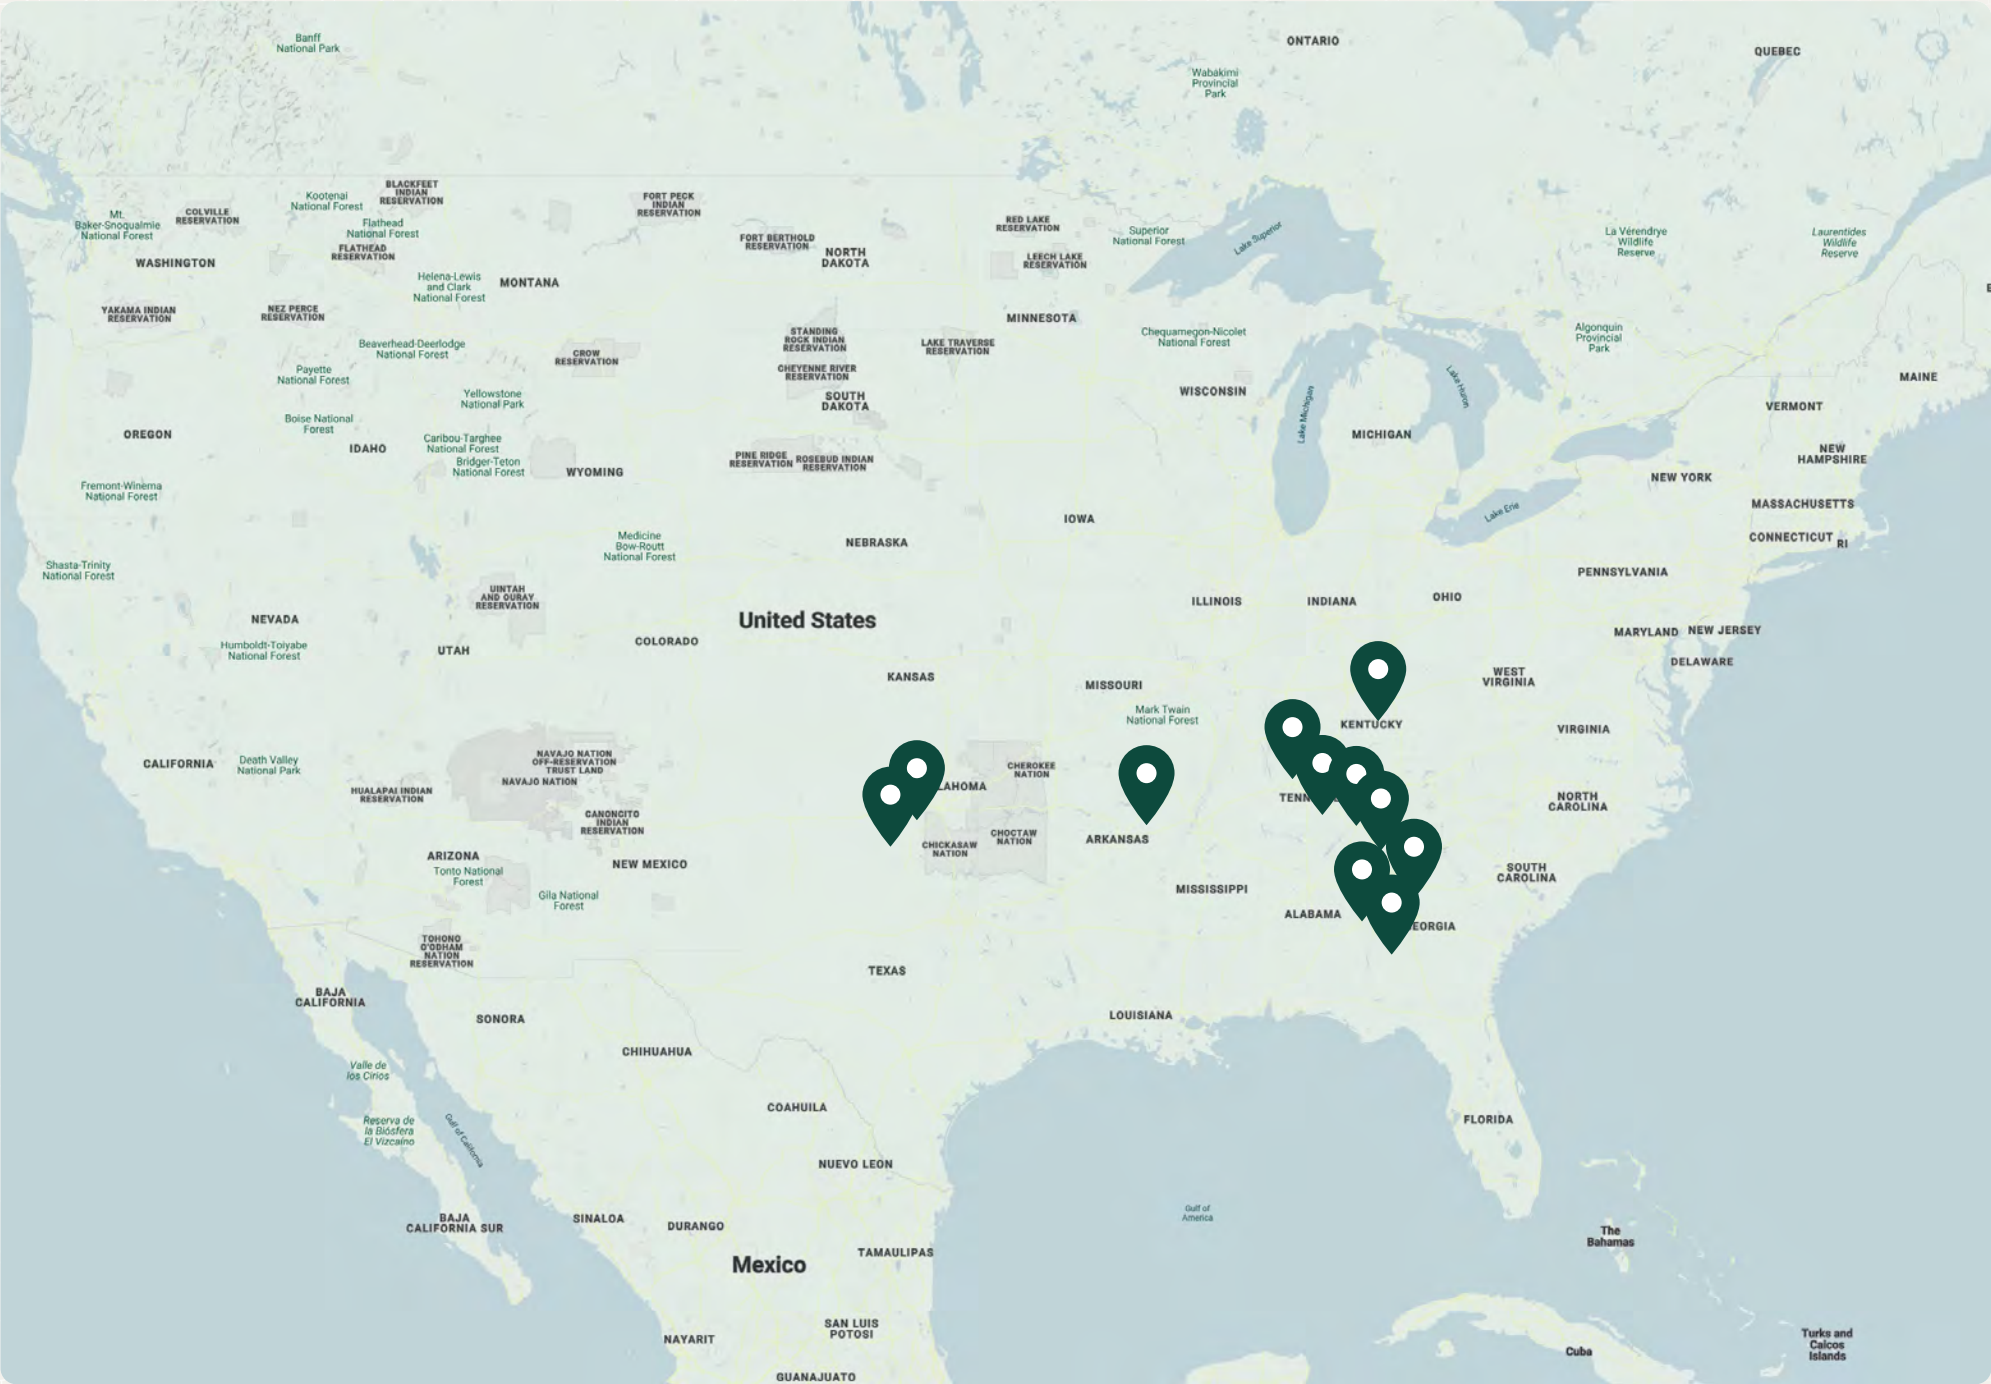 Banff
National Park
ONTARIO
QUEBEC
Wabakimi
Provincial
Park
BLACKFEET
INDIAN
RESERVATION
Kootenai
National Forest
COLVILLE
RESERVATION
Mt.
Baker-Snoqualmie
National Forest
Flathead
National Forest
FLATHEAD
RESERVATION
FORT PECK
INDIAN
RESERVATION
FORT BERTHOLD
RESERVATION
NORTH
DAKOTA
RED LAKE
RESERVATION
LEECH LAKE
RESERVATION
Superior
National Forest
Lake Superior
La Vérendrye
Wildlife
Reserve
Laurentides
Wildlife
Reserve
WASHINGTON
Helena-Lewis
and Clark
National Forest
MONTANA
YAKAMA INDIAN
RESERVATION
NEZ PERCE
RESERVATION
MINNESOTA
Beaverhead-Deerlodge
National Forest
CROW
RESERVATION
STANDING
ROCK INDIAN
RESERVATION
CHEYENNE RIVER
RESERVATION
LAKE TRAVERSE
RESERVATION
Chequamegon-Nicolet
National Forest
Algonquin
Provincial
Park
Payette
National Forest
Yellowstone
National Park
SOUTH
DAKOTA
WISCONSIN
Lake Michigan
Lake Huron
MAINE
VERMONT
OREGON
Boise National
Forest
IDAHO
Caribou-Targhee
National Forest
Bridger-Teton
National Forest
WYOMING
PINE RIDGE
RESERVATION
ROSEBUD INDIAN
RESERVATION
MICHIGAN
NEW
HAMPSHIRE
NEW YORK
Fremont-Winema
National Forest
MASSACHUSETTS
IOWA
Lake Erie
CONNECTICUT
RI
NEBRASKA
Medicine
Bow-Routt
National Forest
Shasta-Trinity
National Forest
PENNSYLVANIA
UINTAH
AND OURAY
RESERVATION
ILLINOIS
INDIANA
OHIO
NEVADA
United States
MARYLAND
NEW JERSEY
Humboldt-Toiyabe
National Forest
UTAH
COLORADO
DELAWARE
KANSAS
MISSOURI
WEST
VIRGINIA
Mark Twain
National Forest
KENTUCKY
VIRGINIA
CALIFORNIA
Death Valley
National Park
NAVAJO NATION
OFF-RESERVATION
TRUST LAND
NAVAJO NATION
HUALAPAI INDIAN
RESERVATION
CHEROKEE
NATION
LAHOMA
TENN
NORTH
CAROLINA
CANONCITO
INDIAN
RESERVATION
CHICKASAW
NATION
CHOCTAW
NATION
ARKANSAS
ARIZONA
Tonto National
Forest
NEW MEXICO
SOUTH
CAROLINA
Gila National
Forest
MISSISSIPPI
ALABAMA
EORGIA
TOHONO
O'ODHAM
NATION
RESERVATION
TEXAS
BAJA
CALIFORNIA
SONORA
LOUISIANA
CHIHUAHUA
Valle de
los Cirios
COAHUILA
Reserva de
la Biósfera
El Vizcaíno
Gulf of California
FLORIDA
NUEVO LEON
BAJA
CALIFORNIA SUR
SINALOA
DURANGO
Gulf of
America
The
Bahamas
TAMAULIPAS
Mexico
NAYARIT
SAN LUIS
POTOSI
Cuba
Turks and
Caicos
Islands
GUANAJUATO